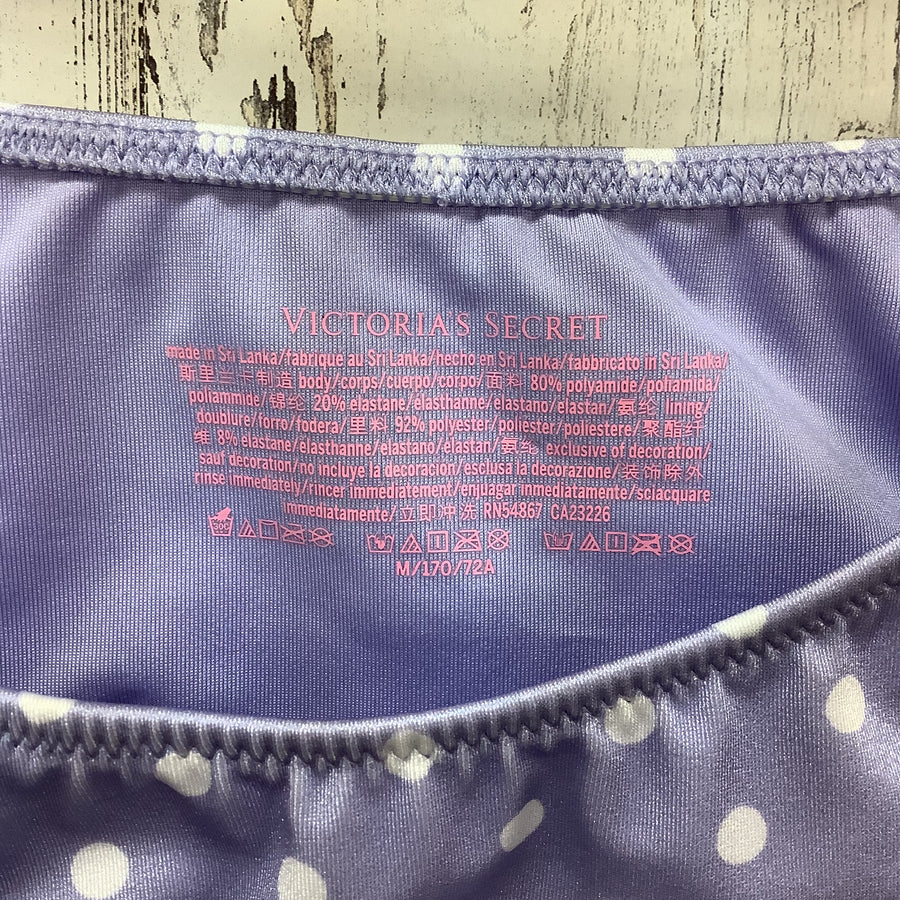 VICTORIA'S SECRET
made in Sri Lanka/fabriqué au Sri Lanka/hecho en Sri Lanka/fabbricato in Sri Lanka/
斯里兰卡制造 body/corps/cuerpo/corpo/面料 80% polyamide/poliamida/
poliammide/锦纶 20% elastane/élasthanne/elastano/elastan/氨纶 lining/
doublure/forro/fodera/里料 92% polyester/poliester/poliestere/聚酯纤
维 8% elastane/élasthanne/elastano/elastan/氨纶 exclusive of decoration/
sauf décoration/no incluye la decoración/esclusa la decorazione/装饰除外
rinse immediately/rincer immédiatement/enjuagar inmediatamente/sciacquare
immediatamente/立即冲洗 RN54867 CA23226
M/170/72A